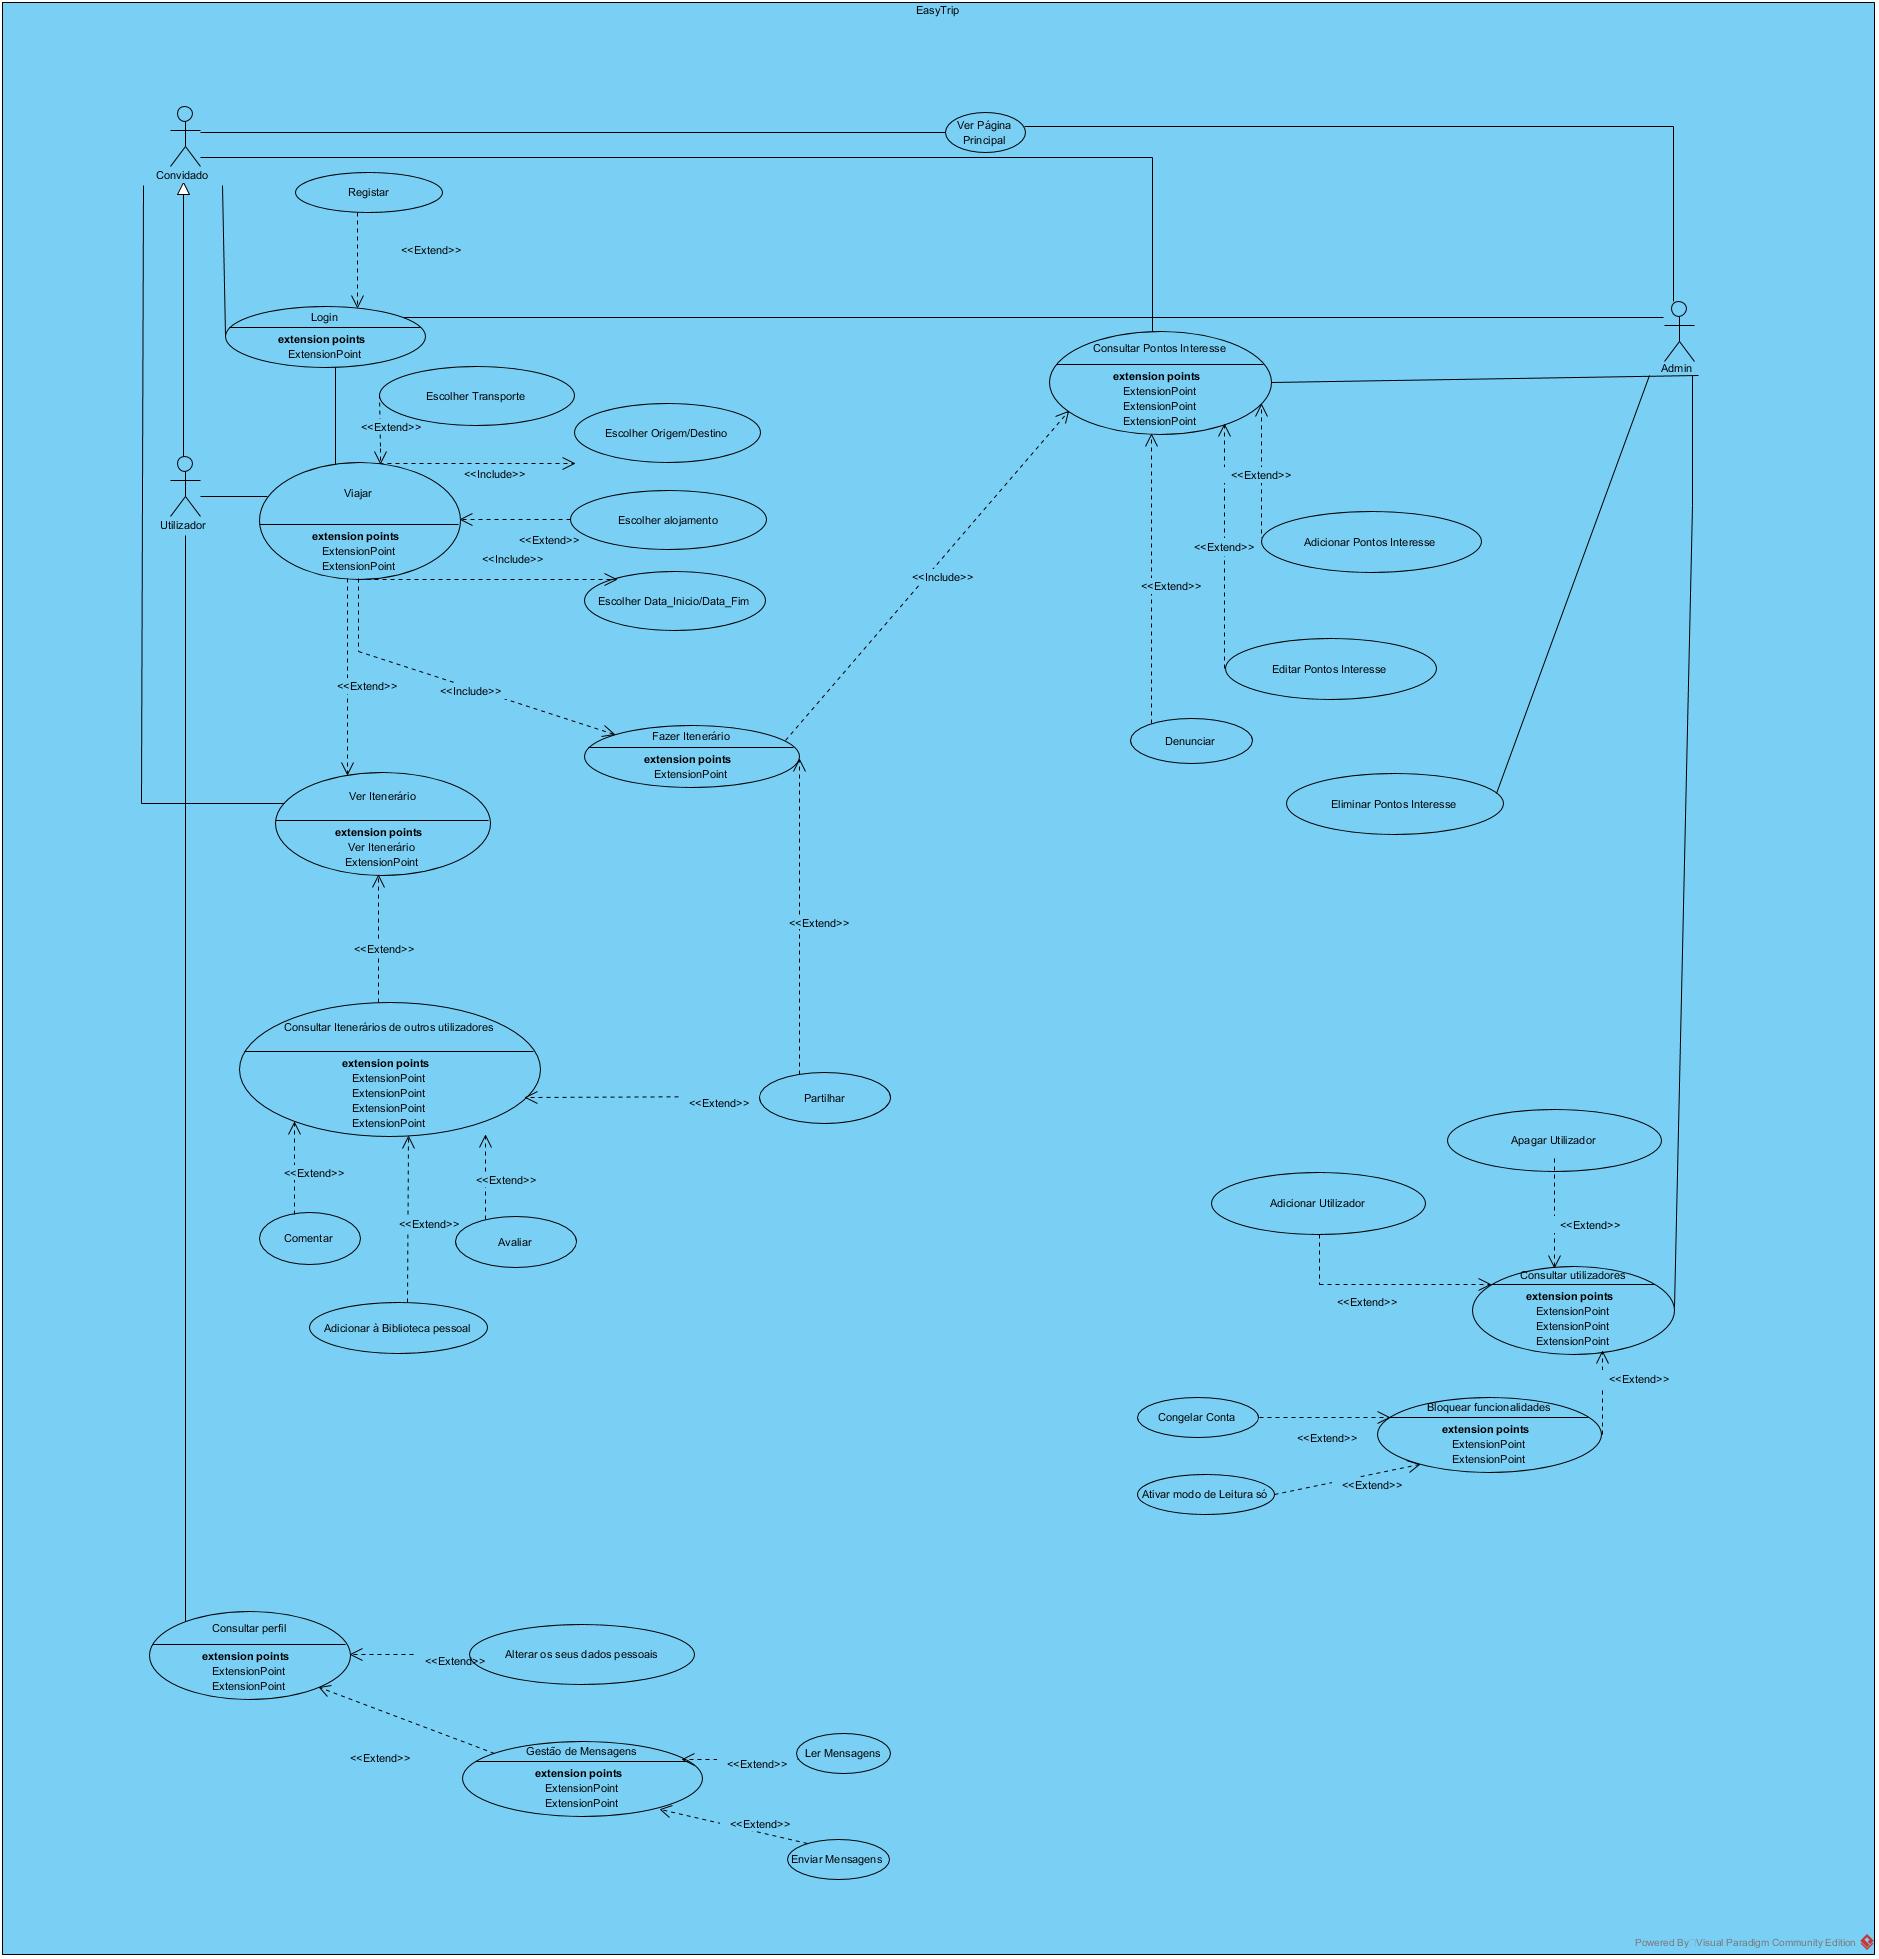 EasyTrip
Ver Página
Principal
Convidado
Registar
<<Extend>>
Login
extension points
ExtensionPoint
Admin
Consultar Pontos Interesse
extension points
ExtensionPoint
ExtensionPoint
ExtensionPoint
Escolher Transporte
<<Extend>>
Escolher Origem/Destino
<<Include>>
Utilizador
Viajar
extension points
ExtensionPoint
ExtensionPoint
Escolher alojamento
<<Extend>>
<<Include>>
Escolher Data_Inicio/Data_Fim
<<Include>>
<<Extend>>
<<Extend>>
<<Extend>>
Adicionar Pontos Interesse
Editar Pontos Interesse
Denunciar
Eliminar Pontos Interesse
<<Extend>>
<<Include>>
Fazer Itenerário
extension points
ExtensionPoint
Ver Itenerário
extension points
Ver Itenerário
ExtensionPoint
<<Extend>>
<<Extend>>
Consultar Itenerários de outros utilizadores
extension points
ExtensionPoint
ExtensionPoint
ExtensionPoint
ExtensionPoint
<<Extend>>
Partilhar
<<Extend>>
<<Extend>>
<<Extend>>
Comentar
Avaliar
Adicionar à Biblioteca pessoal
Apagar Utilizador
Adicionar Utilizador
<<Extend>>
<<Extend>>
Consultar utilizadores
extension points
ExtensionPoint
ExtensionPoint
ExtensionPoint
<<Extend>>
Congelar Conta
<<Extend>>
Bloquear funcionalidades
extension points
ExtensionPoint
ExtensionPoint
Ativar modo de Leitura só
<<Extend>>
Consultar perfil
extension points
ExtensionPoint
ExtensionPoint
<<Extend>>
Alterar os seus dados pessoais
<<Extend>>
Gestão de Mensagens
extension points
ExtensionPoint
ExtensionPoint
<<Extend>>
Ler Mensagens
<<Extend>>
Enviar Mensagens
Powered By Visual Paradigm Community Edition